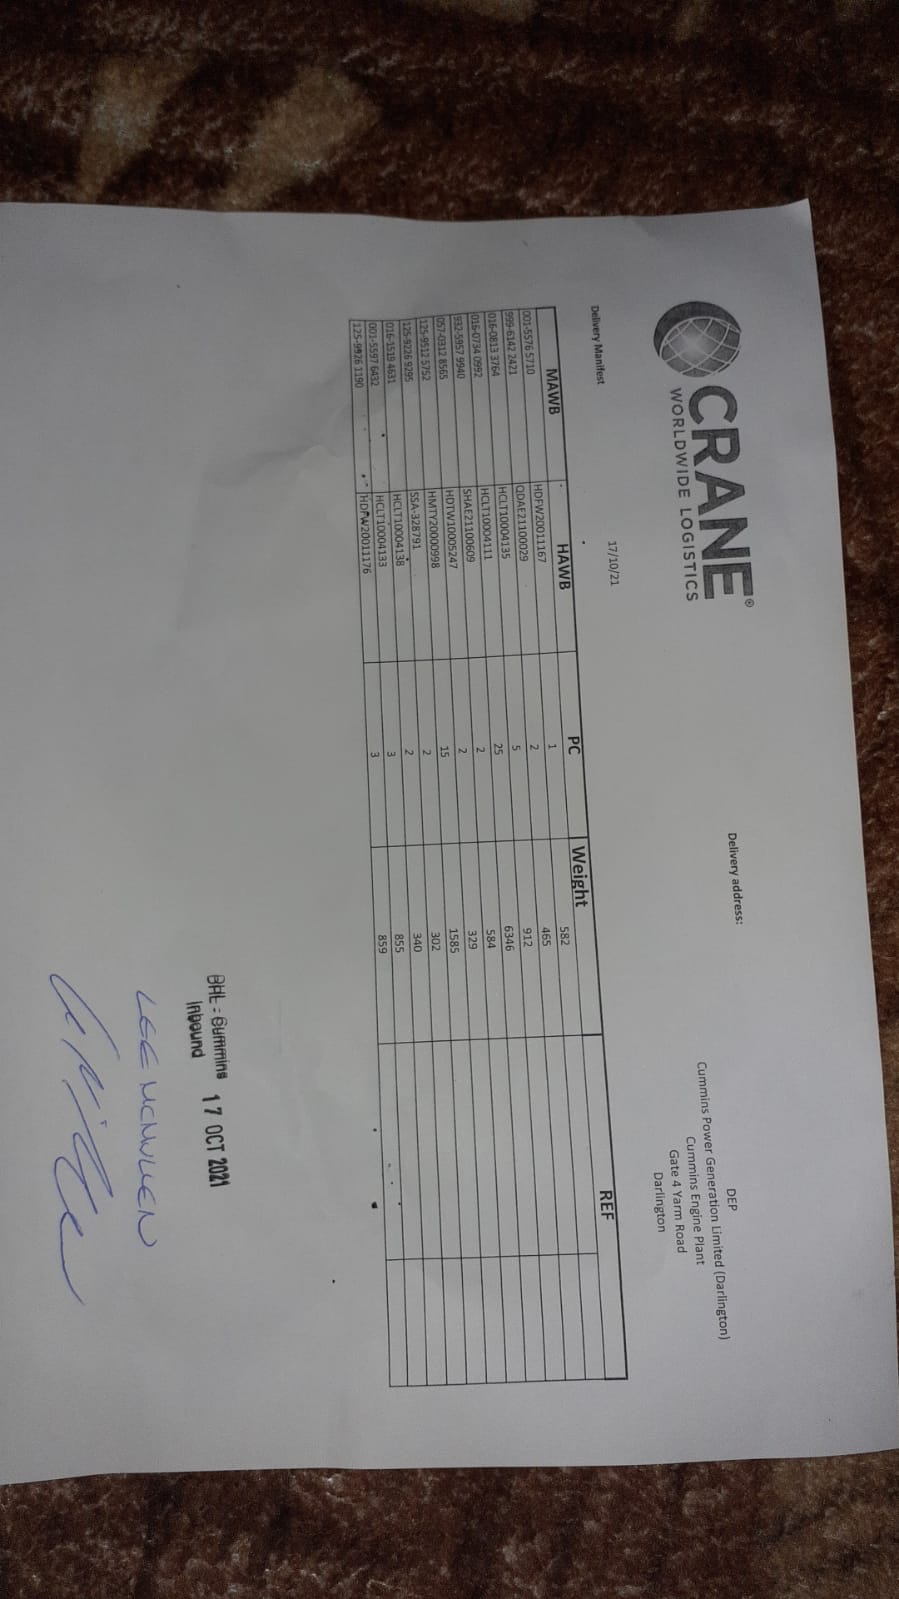 CRANE®
WORLDWIDE LOGISTICS
Delivery address:
DEP
Cummins Power Generation Limited (Darlington)
Cummins Engine Plant
Gate 4 Yarm Road
Darlington
Delivery Manifest 17/10/21
MAWB HAWB PC Weight REF
001-5576 5710 HDFW20011167 1 582
999-6142 2421 QDAE21100029 2 465
016-0813 3764 HCLT10004135 5 912
016-0734 0992 HCLT10004111 25 6346
932-5957 9940 SHAE21100609 2 584
057-0312 8565 HDTW10005247 2 329
125-9512 5752 HMTY20000998 15 1585
125-9226 9295 SSA-328791 2 302
016-1519 4631 HCLT10004138 2 340
001-5597 6432 HCLT10004133 3 855
125-9826 1190 HDFW20011176 3 859
DHL - Cummins 17 OCT 2021
Inbound
LEE MCMULLEN